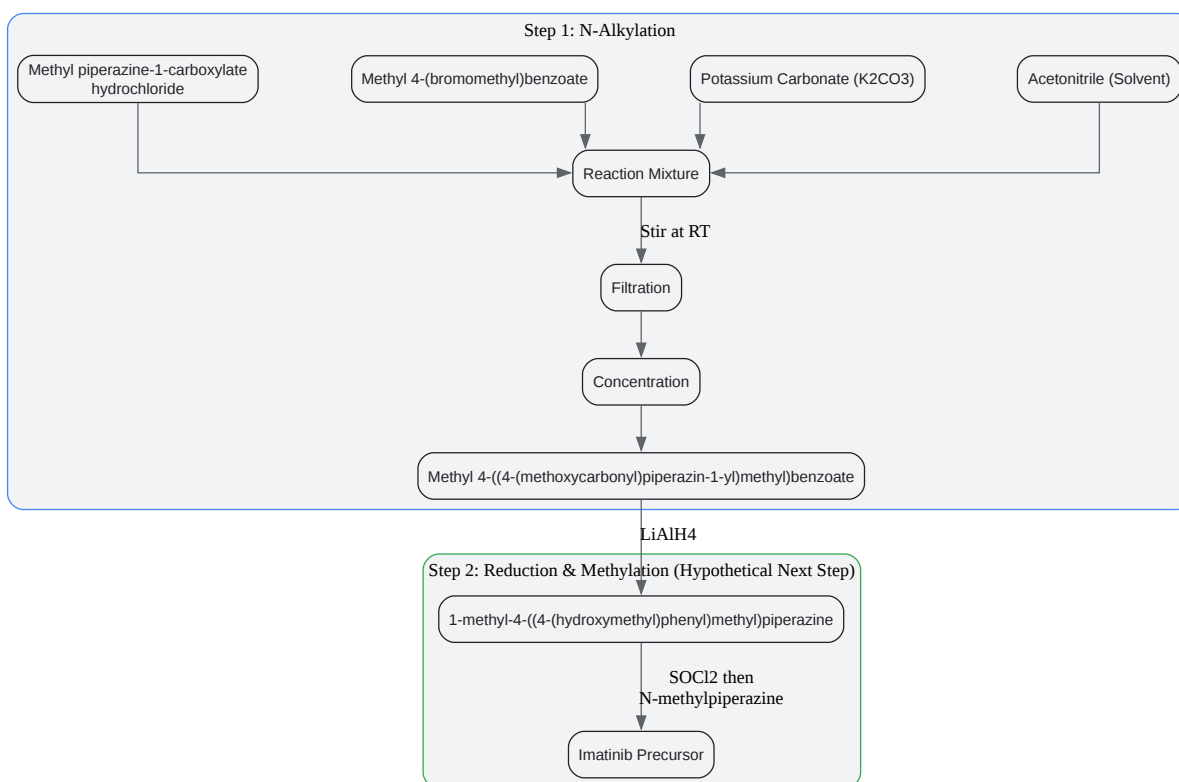 Step 1: N-Alkylation
Methyl piperazine-1-carboxylate
hydrochloride
Methyl 4-(bromomethyl)benzoate
Potassium Carbonate (K2CO3)
Acetonitrile (Solvent)
Reaction Mixture
Stir at RT
Filtration
Concentration
Methyl 4-((4-(methoxycarbonyl)piperazin-1-yl)methyl)benzoate
LiAlH4
Step 2: Reduction & Methylation (Hypothetical Next Step)
1-methyl-4-((4-(hydroxymethyl)phenyl)methyl)piperazine
SOCl2 then
N-methylpiperazine
Imatinib Precursor